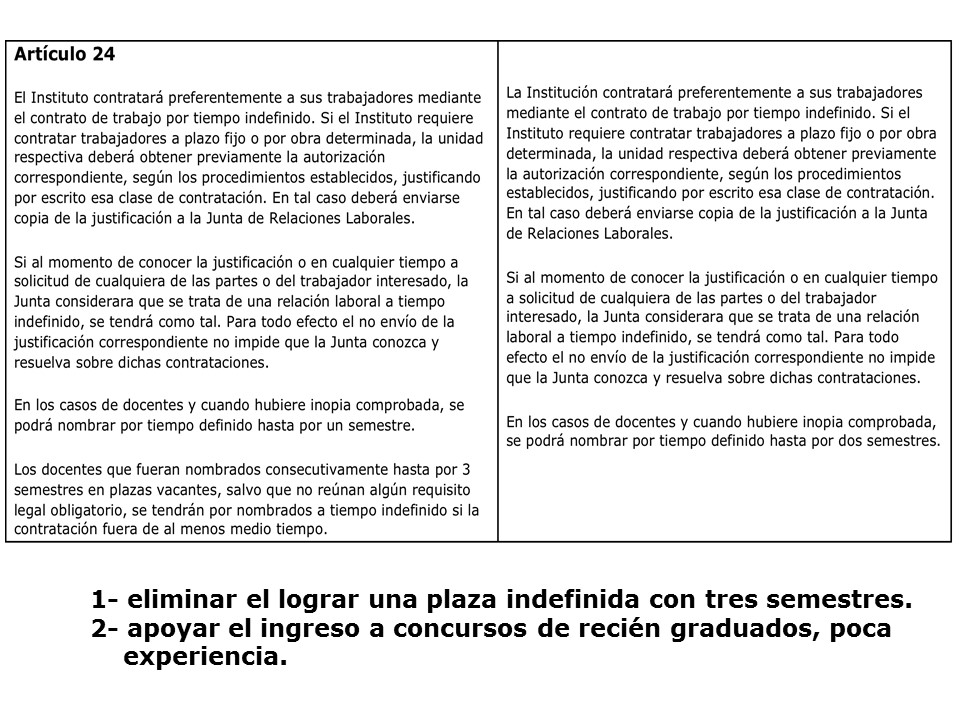 Artículo 24
El Instituto contratará preferentemente a sus trabajadores mediante
el contrato de trabajo por tiempo indefinido. Si el Instituto requiere
contratar trabajadores a plazo fijo o por obra determinada, la unidad
respectiva deberá obtener previamente la autorización
correspondiente, según los procedimientos establecidos, justificando
por escrito esa clase de contratación. En tal caso deberá enviarse
copia de la justificación a la Junta de Relaciones Laborales.
Si al momento de conocer la justificación o en cualquier tiempo a
solicitud de cualquiera de las partes o del trabajador interesado, la
Junta considerara que se trata de una relación laboral a tiempo
indefinido, se tendrá como tal. Para todo efecto el no envío de la
justificación correspondiente no impide que la Junta conozca y
resuelva sobre dichas contrataciones.
En los casos de docentes y cuando hubiere inopia comprobada, se
podrá nombrar por tiempo definido hasta por un semestre.
Los docentes que fueran nombrados consecutivamente hasta por 3
semestres en plazas vacantes, salvo que no reúnan algún requisito
legal obligatorio, se tendrán por nombrados a tiempo indefinido si la
contratación fuera de al menos medio tiempo.
La Institución contratará preferentemente a sus trabajadores
mediante el contrato de trabajo por tiempo indefinido. Si el
Instituto requiere contratar trabajadores a plazo fijo o por obra
determinada, la unidad respectiva deberá obtener previamente
la autorización correspondiente, según los procedimientos
establecidos, justificando por escrito esa clase de contratación.
En tal caso deberá enviarse copia de la justificación a la Junta
de Relaciones Laborales.
Si al momento de conocer la justificación o en cualquier tiempo
a solicitud de cualquiera de las partes o del trabajador
interesado, la Junta considerara que se trata de una relación
laboral a tiempo indefinido, se tendrá como tal. Para todo
efecto el no envío de la justificación correspondiente no impide
que la Junta conozca y resuelva sobre dichas contrataciones.
En los casos de docentes y cuando hubiere inopia comprobada,
se podrá nombrar por tiempo definido hasta por dos semestres.
1- eliminar el lograr una plaza indefinida con tres semestres.
2- apoyar el ingreso a concursos de recién graduados, poca
experiencia.